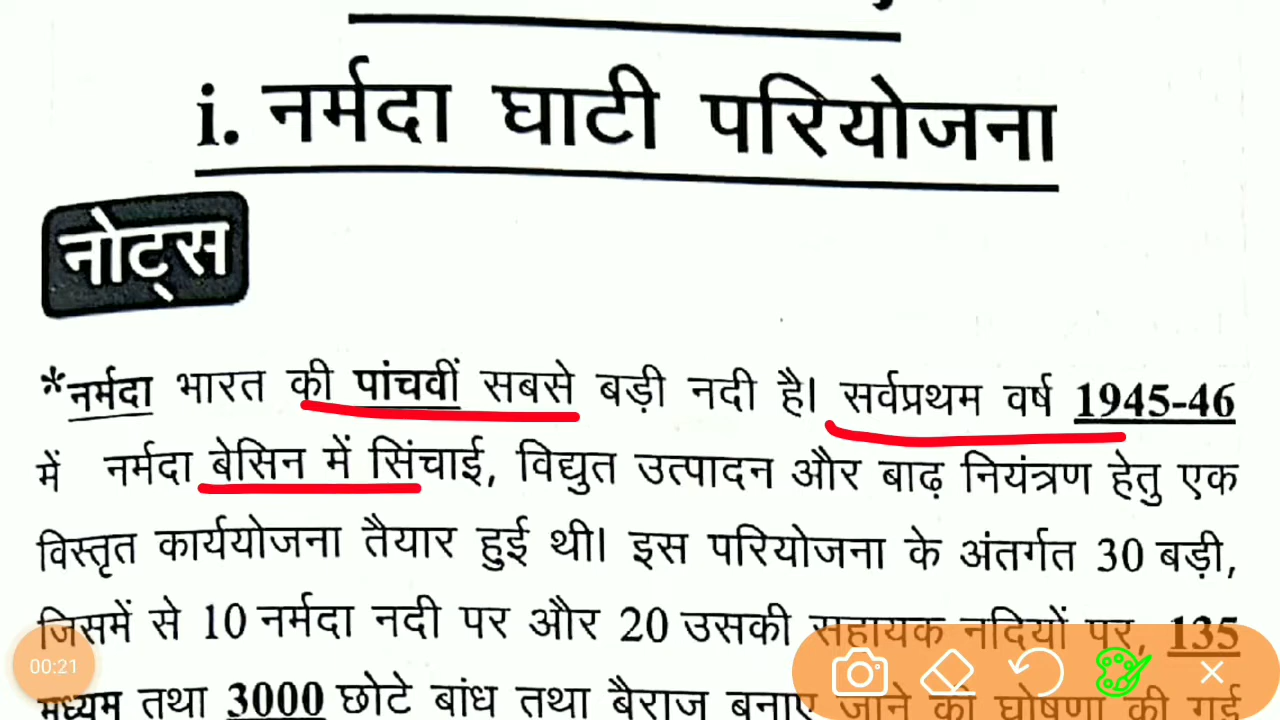 i. नर्मदा घाटी परियोजना
नोट्स
*नर्मदा भारत की पांचवीं सबसे बड़ी नदी है। सर्वप्रथम वर्ष 1945-46
में नर्मदा बेसिन में सिंचाई, विद्युत उत्पादन और बाढ़ नियंत्रण हेतु एक
विस्तृत कार्ययोजना तैयार हुई थी। इस परियोजना के अंतर्गत 30 बड़ी,
जिसमें से 10 नर्मदा नदी पर और 20 उसकी सहायक नदियों पर, 135
मध्यम तथा 3000 छोटे बांध तथा बैराज बनाए जाने की घोषणा की गई
00:21